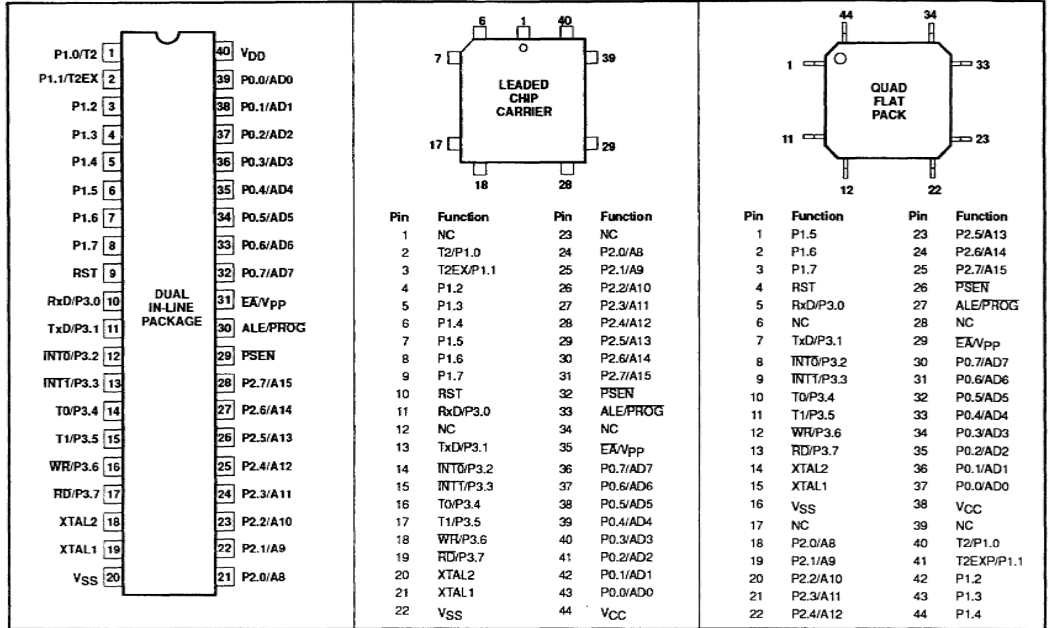 P1.0/T2 1
P1.1/T2EX 2
P1.2 3
P1.3 4
P1.4 5
P1.5 6
P1.6 7
P1.7 8
RST 9
RxD/P3.0 10
TxD/P3.1 11
INT0/P3.2 12
INT1/P3.3 13
T0/P3.4 14
T1/P3.5 15
WR/P3.6 16
RD/P3.7 17
XTAL2 18
XTAL1 19
VSS 20
DUAL
IN-LINE
PACKAGE
40 VDD
39 P0.0/AD0
38 P0.1/AD1
37 P0.2/AD2
36 P0.3/AD3
35 P0.4/AD4
34 P0.5/AD5
33 P0.6/AD6
32 P0.7/AD7
31 EA/VPP
30 ALE/PROG
29 PSEN
28 P2.7/A15
27 P2.6/A14
26 P2.5/A13
25 P2.4/A12
24 P2.3/A11
23 P2.2/A10
22 P2.1/A9
21 P2.0/A8
6 1 40
7 39
LEADED
CHIP
CARRIER
17 29
18 28
Pin Function Pin Function
1 NC 23 NC
2 T2/P1.0 24 P2.0/A8
3 T2EX/P1.1 25 P2.1/A9
4 P1.2 26 P2.2/A10
5 P1.3 27 P2.3/A11
6 P1.4 28 P2.4/A12
7 P1.5 29 P2.5/A13
8 P1.6 30 P2.6/A14
9 P1.7 31 P2.7/A15
10 RST 32 PSEN
11 RxD/P3.0 33 ALE/PROG
12 NC 34 NC
13 TxD/P3.1 35 EA/VPP
14 INT0/P3.2 36 P0.7/AD7
15 INT1/P3.3 37 P0.6/AD6
16 T0/P3.4 38 P0.5/AD5
17 T1/P3.5 39 P0.4/AD4
18 WR/P3.6 40 P0.3/AD3
19 RD/P3.7 41 P0.2/AD2
20 XTAL2 42 P0.1/AD1
21 XTAL1 43 P0.0/AD0
22 VSS 44 VCC
44 34
1 33
QUAD
FLAT
PACK
11 23
12 22
Pin Function Pin Function
1 P1.5 23 P2.5/A13
2 P1.6 24 P2.6/A14
3 P1.7 25 P2.7/A15
4 RST 26 PSEN
5 RxD/P3.0 27 ALE/PROG
6 NC 28 NC
7 TxD/P3.1 29 EA/VPP
8 INT0/P3.2 30 P0.7/AD7
9 INT1/P3.3 31 P0.6/AD6
10 T0/P3.4 32 P0.5/AD5
11 T1/P3.5 33 P0.4/AD4
12 WR/P3.6 34 P0.3/AD3
13 RD/P3.7 35 P0.2/AD2
14 XTAL2 36 P0.1/AD1
15 XTAL1 37 P0.0/AD0
16 VSS 38 VCC
17 NC 39 NC
18 P2.0/A8 40 T2/P1.0
19 P2.1/A9 41 T2EXP/P1.1
20 P2.2/A10 42 P1.2
21 P2.3/A11 43 P1.3
22 P2.4/A12 44 P1.4